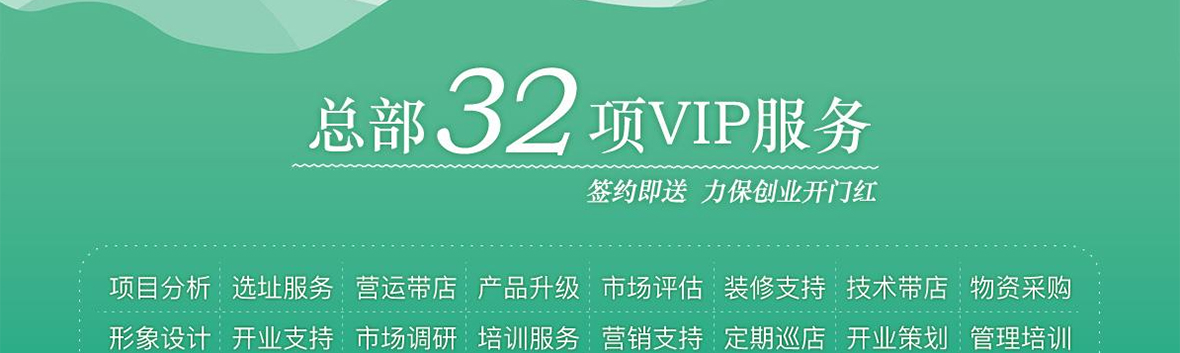 总部32项VIP服务
签约即送 力保创业开门红
项目分析 选址服务 营运带店 产品升级 市场评估 装修支持 技术带店 物资采购
形象设计 开业支持 市场调研 培训服务 营销支持 定期巡店 开业策划 管理培训